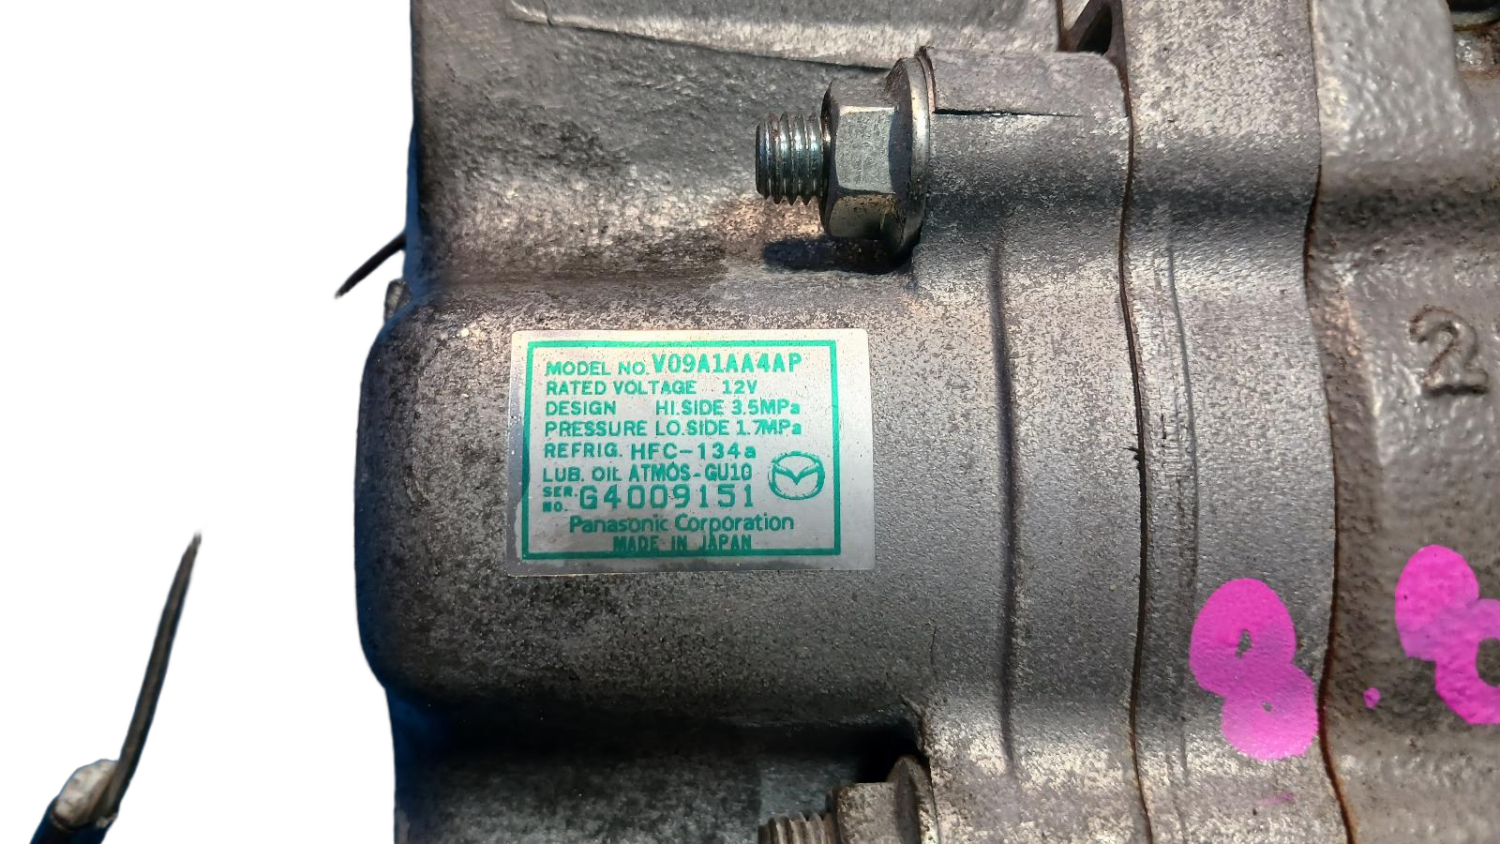 MODEL NO. V09A1AA4AP
RATED VOLTAGE 12V
DESIGN HI.SIDE 3.5MPa
PRESSURE LO.SIDE 1.7MPa
REFRIG. HFC-134a
LUB. OIL ATMOS-GU10
SER. NO. G4009151
Panasonic Corporation
MADE IN JAPAN
2